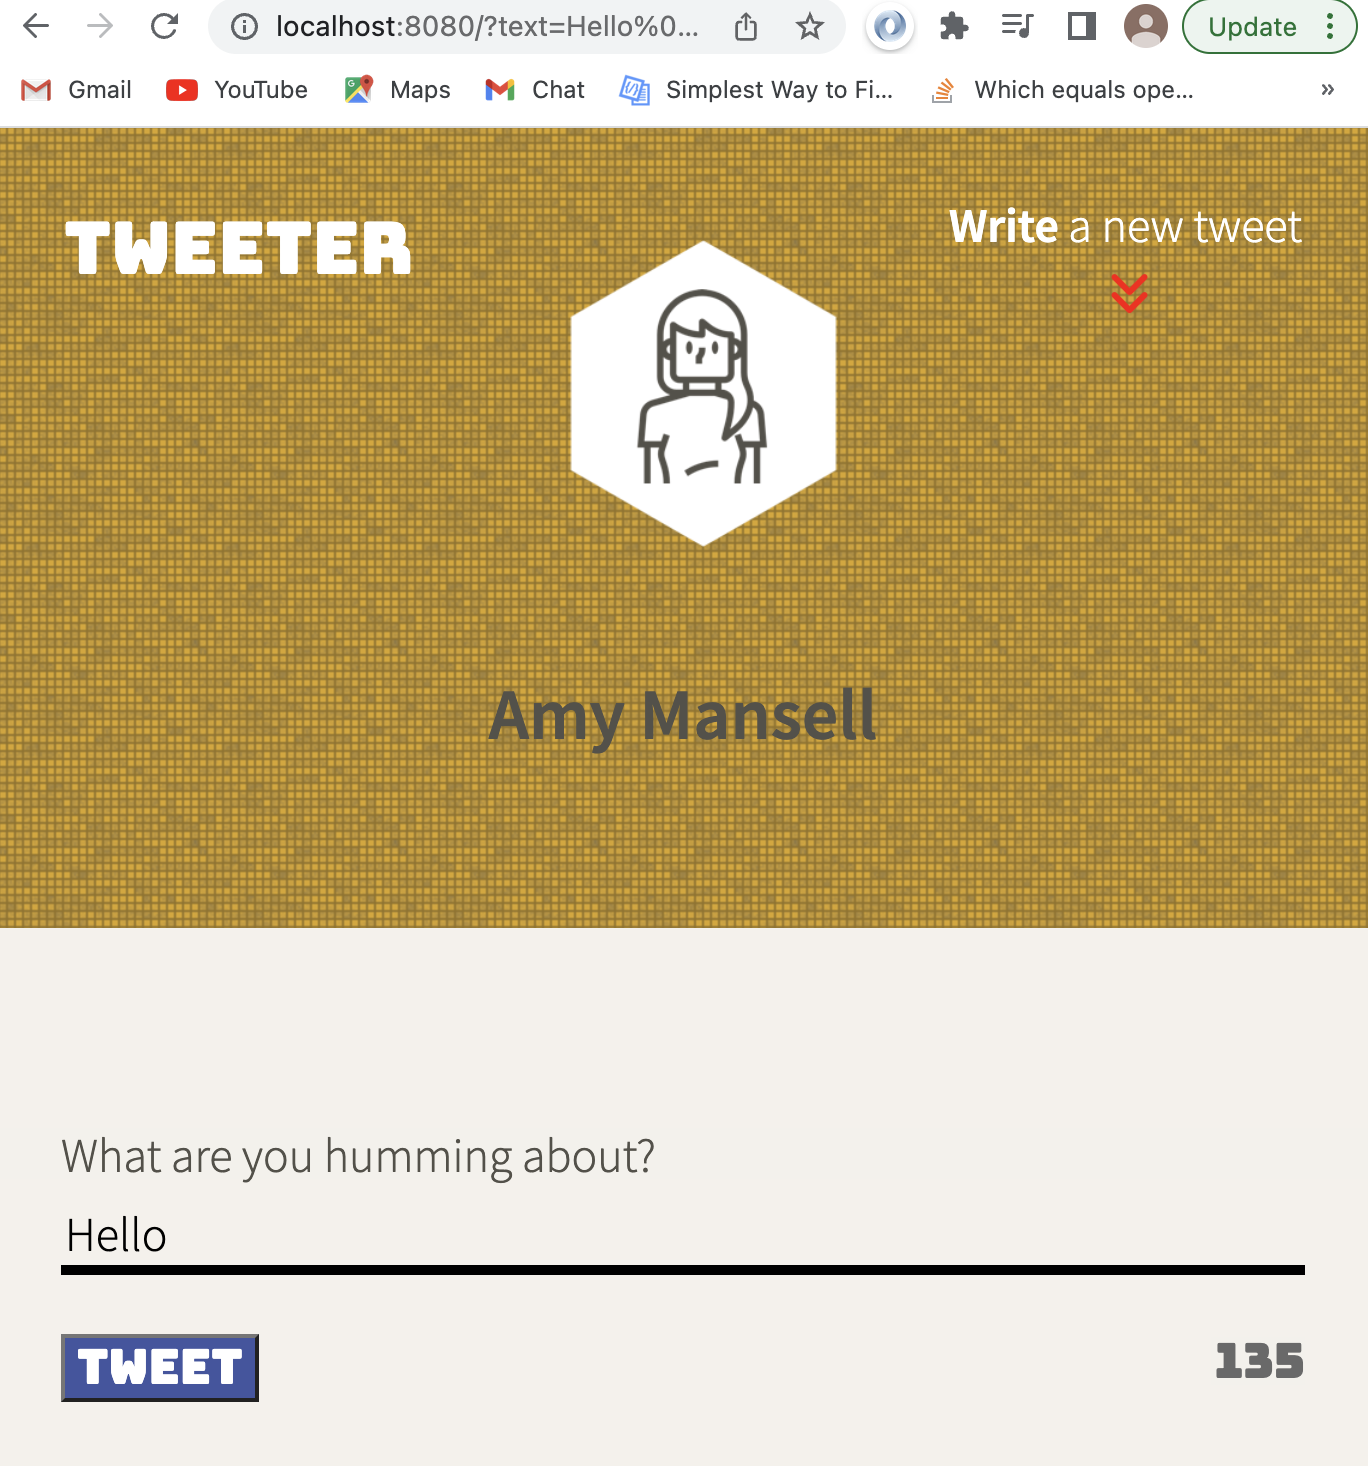 localhost:8080/?text=Hello%0...
Update
Gmail
YouTube
Maps
Chat
Simplest Way to Fi...
Which equals ope...
»
TWEETER
Write a new tweet
Amy Mansell
What are you humming about?
Hello
TWEET
135